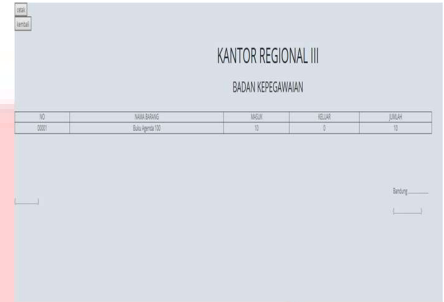 cetak
kembali
KANTOR REGIONAL III
BADAN KEPEGAWAIAN
NO NAMA BARANG MASUK KELUAR JUMLAH
00001 Buku Agenda 100 10 0 10
Bandung,....................
(....................) (....................)